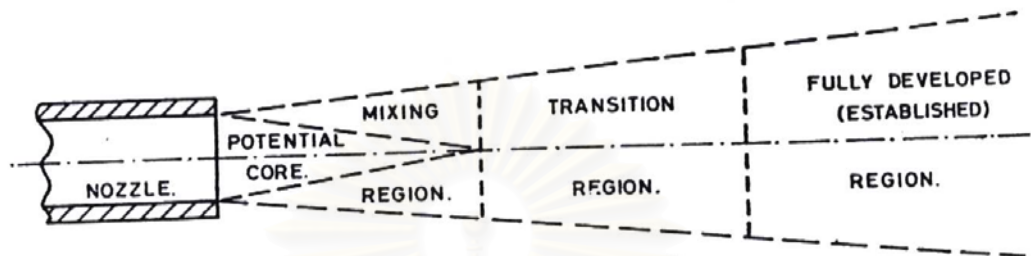 MIXING
REGION.
POTENTIAL
CORE.
NOZZLE.
TRANSITION
REGION.
FULLY DEVELOPED
(ESTABLISHED)
REGION.